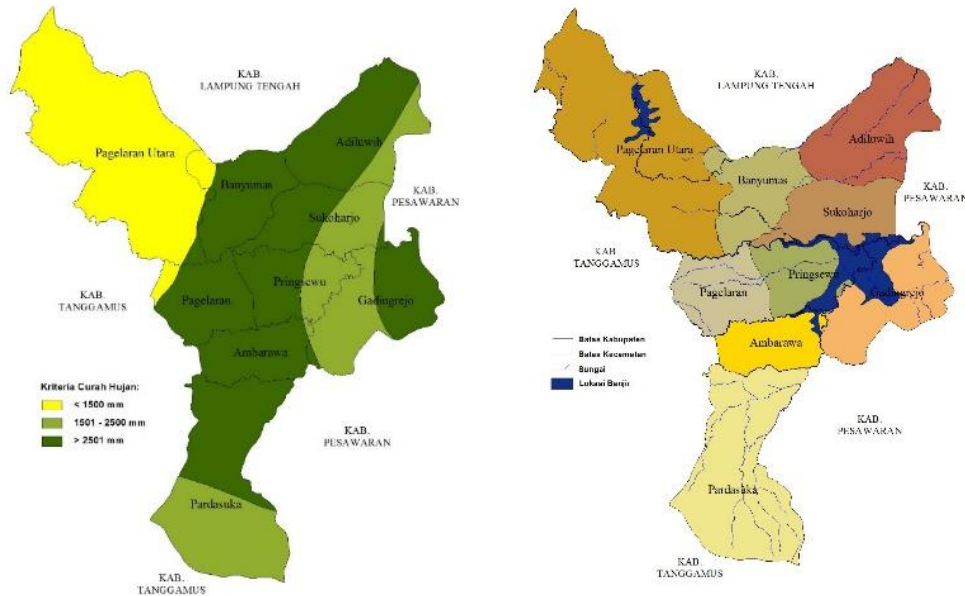 KAB.
LAMPUNG TENGAH
Adiluwih
Pagelaran Utara
Banyumas
KAB.
PESAWARAN
Sukoharjo
KAB.
TANGGAMUS
Pagelaran
Pringsewu
Gadingrejo
Ambarawa
Kriteria Curah Hujan:
< 1500 mm
1501 - 2500 mm
> 2501 mm
KAB.
PESAWARAN
Pardasuka
KAB.
TANGGAMUS
KAB.
LAMPUNG TENGAH
Adiluwih
Pagelaran Utara
Banyumas
KAB.
PESAWARAN
Sukoharjo
KAB.
TANGGAMUS
Pringsewu
Pagelaran
Gadingrejo
Ambarawa
Batas Kabupaten
Batas Kecamatan
Sungai
Lokasi Banjir
KAB.
PESAWARAN
Pardasuka
KAB.
TANGGAMUS